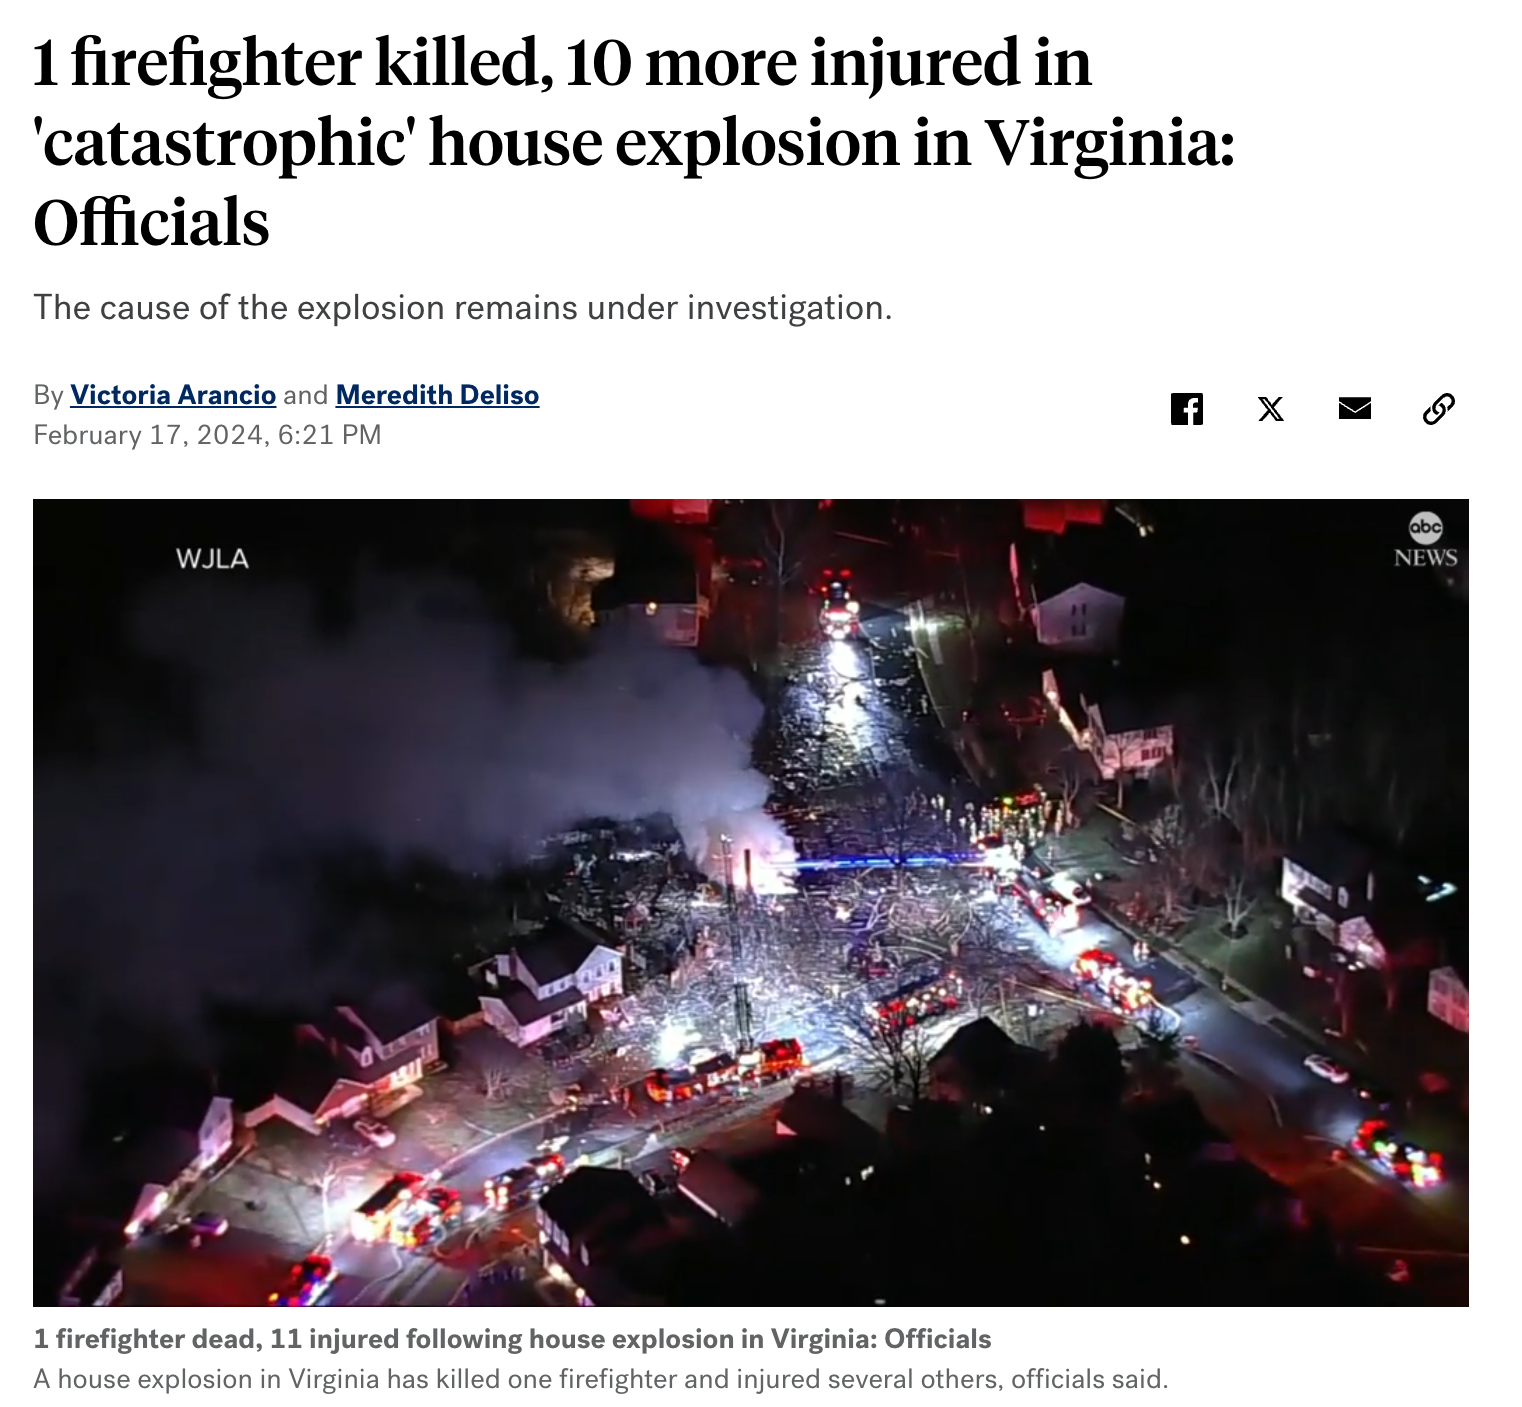 1 firefighter killed, 10 more injured in
'catastrophic' house explosion in Virginia:
Officials
The cause of the explosion remains under investigation.
By Victoria Arancio and Meredith Deliso
February 17, 2024, 6:21 PM
WJLA
abc
NEWS
1 firefighter dead, 11 injured following house explosion in Virginia: Officials
A house explosion in Virginia has killed one firefighter and injured several others, officials said.